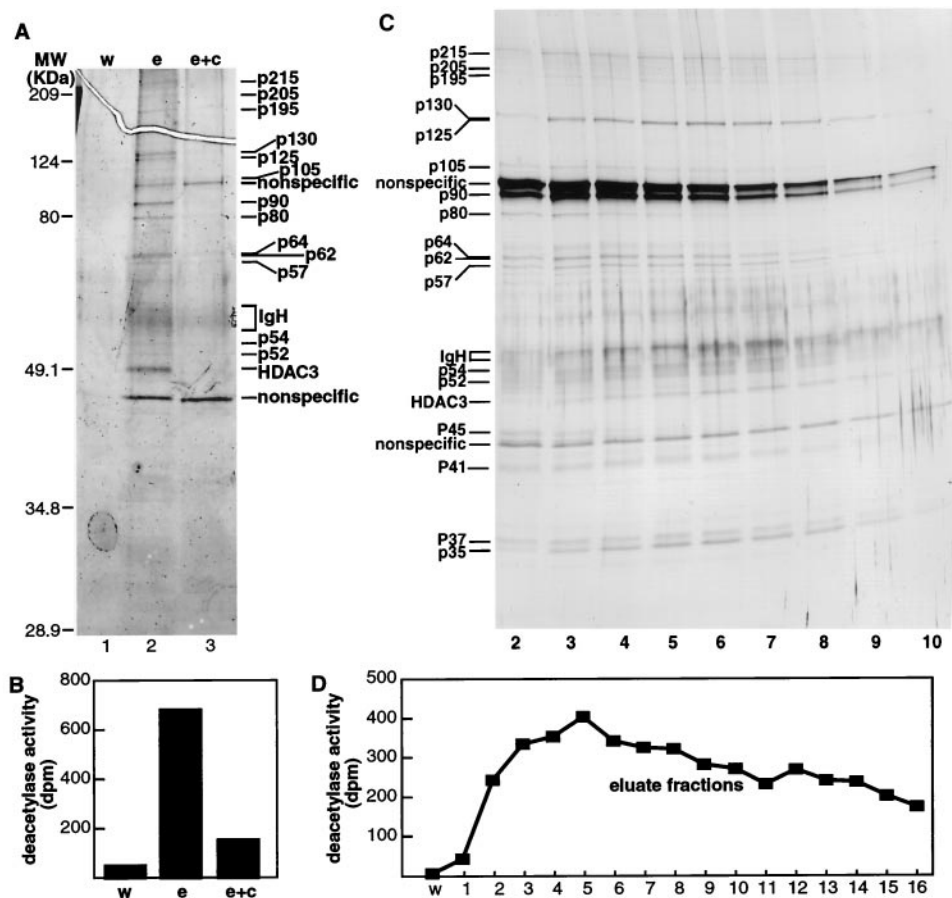 A
MW
(KDa)
w e e+c
209
124
80
49.1
34.8
28.9
p215
p205
p195
p130
p125
p105
nonspecific
p90
p80
p64
p62
p57
IgH
p54
p52
HDAC3
nonspecific
1 2 3
C
p215
p205
p195
p130
p125
p105
nonspecific
p90
p80
p64
p62
p57
IgH
p54
p52
HDAC3
P45
nonspecific
P41
P37
p35
2 3 4 5 6 7 8 9 10
B
deacetylase activity
(dpm)
800
600
400
200
w e e+c
D
deacetylase activity
(dpm)
500
400
300
200
100
eluate fractions
w 1 2 3 4 5 6 7 8 9 10 11 12 13 14 15 16